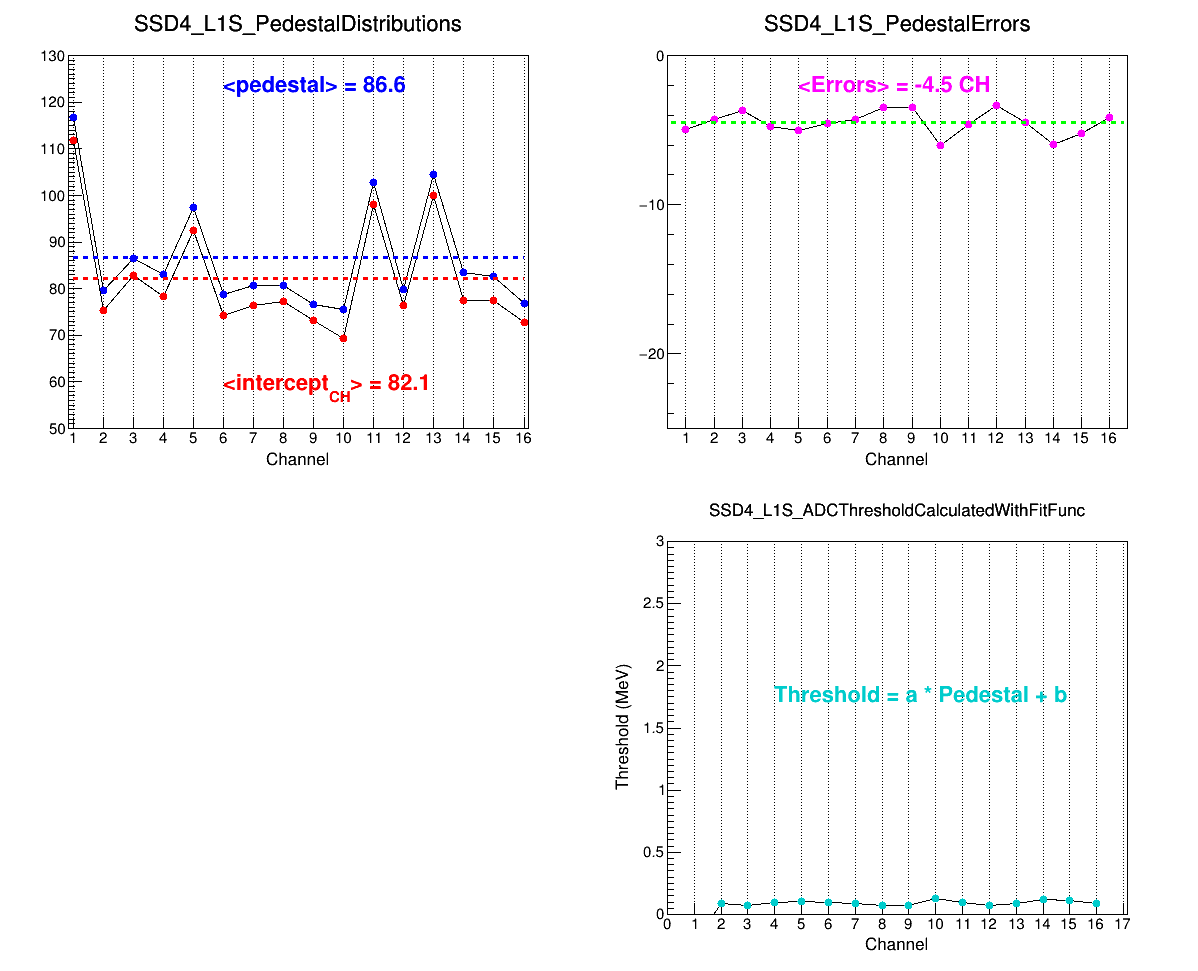 SSD4_L1S_PedestalDistributions
130
120
110
100
90
80
70
60
50
<pedestal> = 86.6
<intercept_CH> = 82.1
1 2 3 4 5 6 7 8 9 10 11 12 13 14 15 16
Channel
SSD4_L1S_PedestalErrors
0
−10
−20
<Errors> = -4.5 CH
1 2 3 4 5 6 7 8 9 10 11 12 13 14 15 16
Channel
SSD4_L1S_ADCThresholdCalculatedWithFitFunc
Threshold (MeV)
3
2.5
2
1.5
1
0.5
0
Threshold = a * Pedestal + b
0 1 2 3 4 5 6 7 8 9 10 11 12 13 14 15 16 17
Channel